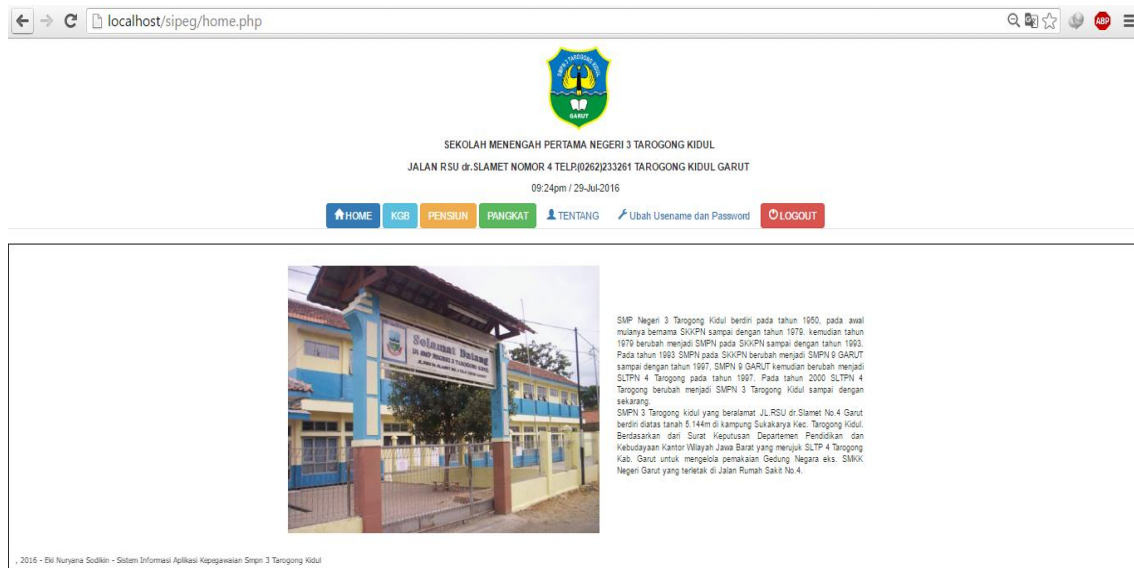 localhost/sipeg/home.php
ABP
SMPN 3 TAROGONG KIDUL
GARUT
SEKOLAH MENENGAH PERTAMA NEGERI 3 TAROGONG KIDUL
JALAN RSU dr.SLAMET NOMOR 4 TELP.(0262)233261 TAROGONG KIDUL GARUT
09:24pm / 29-Jul-2016
HOME KGB PENSIUN PANGKAT TENTANG Ubah Usename dan Password LOGOUT
Selamat Datang
DI SMP NEGERI 3 TAROGONG KIDUL
SMP Negeri 3 Tarogong Kidul berdiri pada tahun 1950, pada awal
mulanya bernama SKKPN sampai dengan tahun 1979. kemudian tahun
1979 berubah menjadi SMPN pada SKKPN sampai dengan tahun 1993.
Pada tahun 1993 SMPN pada SKKPN berubah menjadi SMPN 9 GARUT
sampai dengan tahun 1997, SMPN 9 GARUT kemudian berubah menjadi
SLTPN 4 Tarogong pada tahun 1997. Pada tahun 2000 SLTPN 4
Tarogong berubah menjadi SMPN 3 Tarogong Kidul sampai dengan
sekarang.
SMPN 3 Tarogong kidul yang beralamat JL.RSU dr.Slamet No.4 Garut
berdiri diatas tanah 5.144m di kampung Sukakarya Kec. Tarogong Kidul.
Berdasarkan dari Surat Keputusan Departemen Pendidikan dan
Kebudayaan Kantor Wilayah Jawa Barat yang merujuk SLTP 4 Tarogong
Kab. Garut untuk mengelola pemakaian Gedung Negara eks. SMKK
Negeri Garut yang terletak di Jalan Rumah Sakit No.4.
, 2016 - Eki Nuryana Sodikin - Sistem Informasi Aplikasi Kepegawaian Smpn 3 Tarogong Kidul